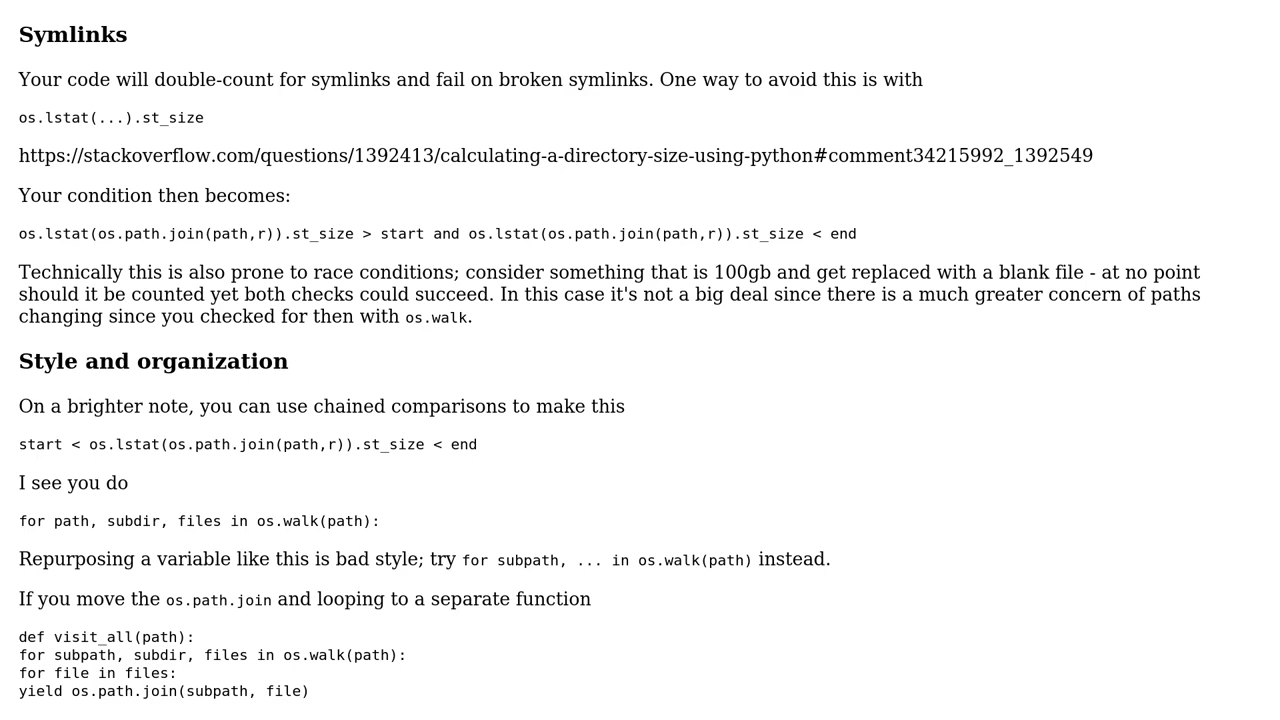 Symlinks
Your code will double-count for symlinks and fail on broken symlinks. One way to avoid this is with
os.lstat(...).st_size
https://stackoverflow.com/questions/1392413/calculating-a-directory-size-using-python#comment34215992_1392549
Your condition then becomes:
os.lstat(os.path.join(path,r)).st_size > start and os.lstat(os.path.join(path,r)).st_size < end
Technically this is also prone to race conditions; consider something that is 100gb and get replaced with a blank file - at no point
should it be counted yet both checks could succeed. In this case it's not a big deal since there is a much greater concern of paths
changing since you checked for then with os.walk.
Style and organization
On a brighter note, you can use chained comparisons to make this
start < os.lstat(os.path.join(path,r)).st_size < end
I see you do
for path, subdir, files in os.walk(path):
Repurposing a variable like this is bad style; try for subpath, ... in os.walk(path) instead.
If you move the os.path.join and looping to a separate function
def visit_all(path):
for subpath, subdir, files in os.walk(path):
for file in files:
yield os.path.join(subpath, file)